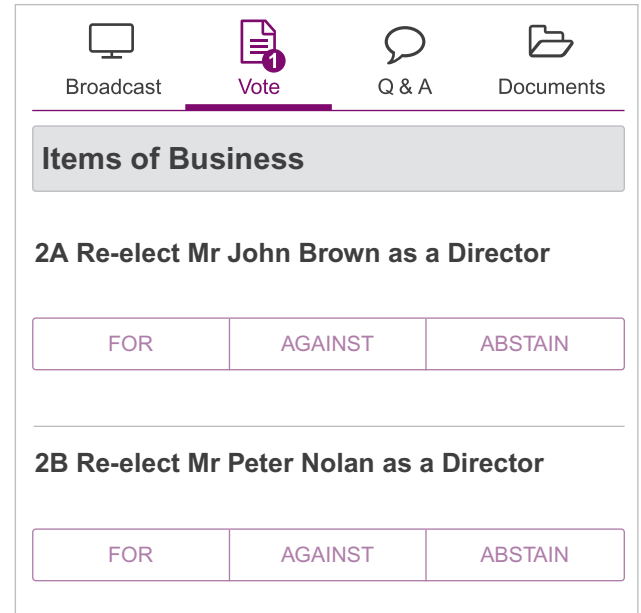 1
Broadcast Vote Q & A Documents
Items of Business
2A Re-elect Mr John Brown as a Director
FOR AGAINST ABSTAIN
2B Re-elect Mr Peter Nolan as a Director
FOR AGAINST ABSTAIN